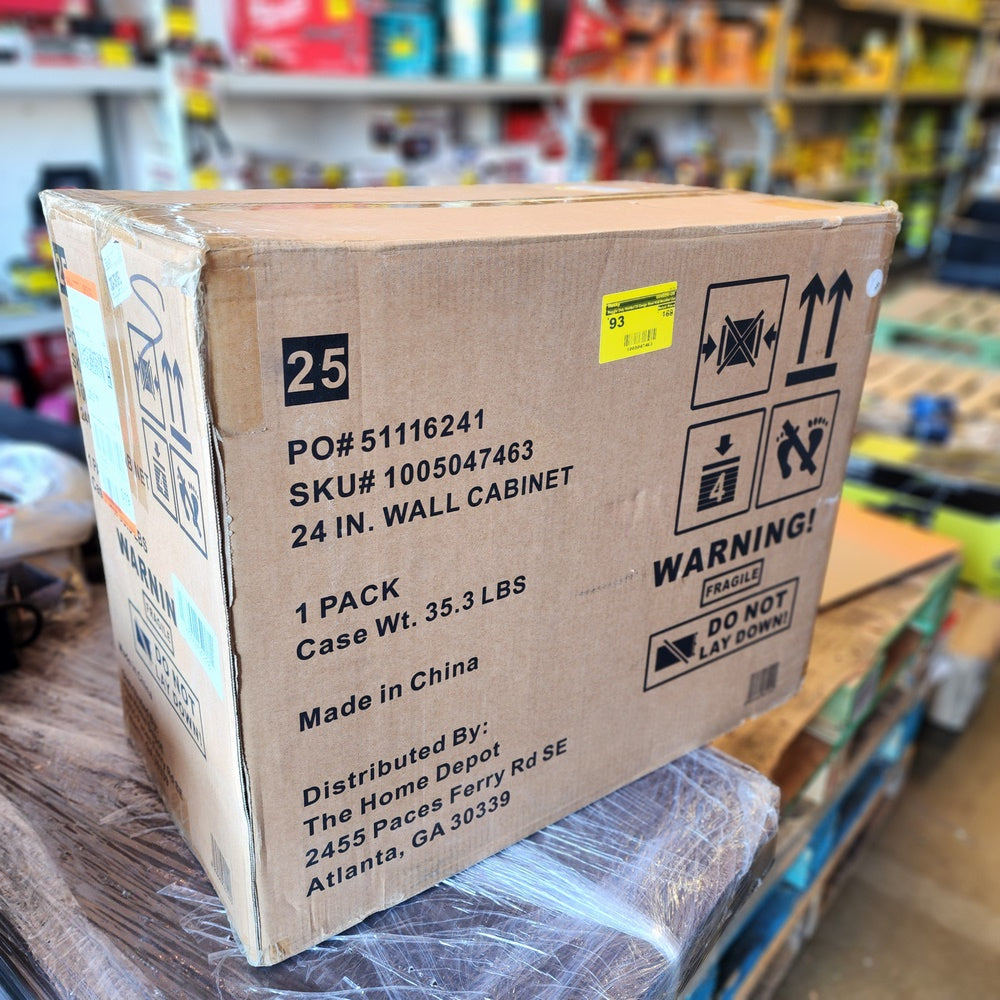 25
PO# 51116241
SKU# 1005047463
24 IN. WALL CABINET
1 PACK
Case Wt. 35.3 LBS
Made in China
Distributed By:
The Home Depot
2455 Paces Ferry Rd SE
Atlanta, GA 30339
93
168
4
WARNING!
FRAGILE
DO NOT
LAY DOWN!
WARNIN
FRAGILE
DO NOT
LAY DOWN!